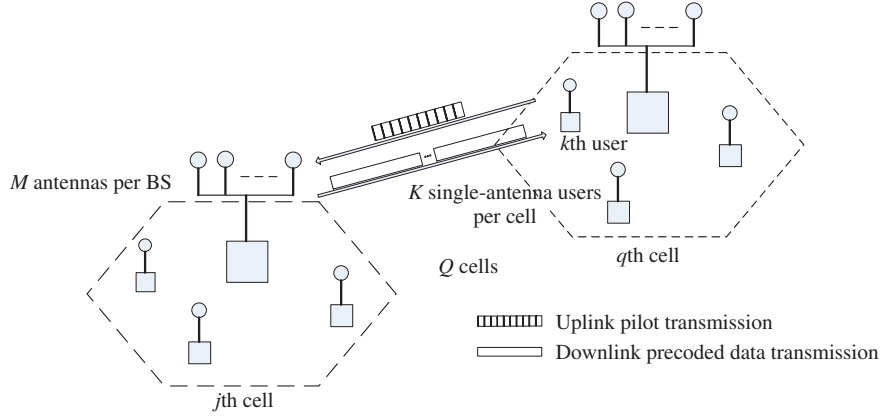 kth user
M antennas per BS
K single-antenna users
per cell
qth cell
Q cells
Uplink pilot transmission
Downlink precoded data transmission
jth cell